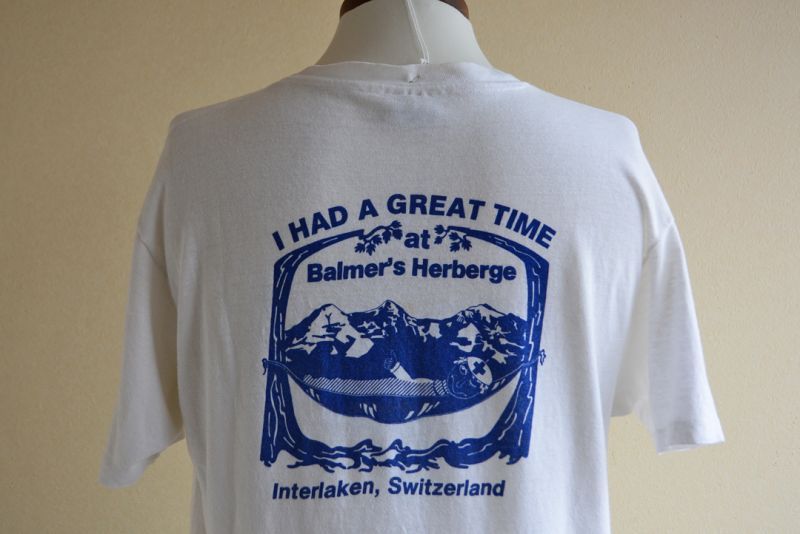 I HAD A GREAT TIME
at
Balmer's Herberge
Interlaken, Switzerland